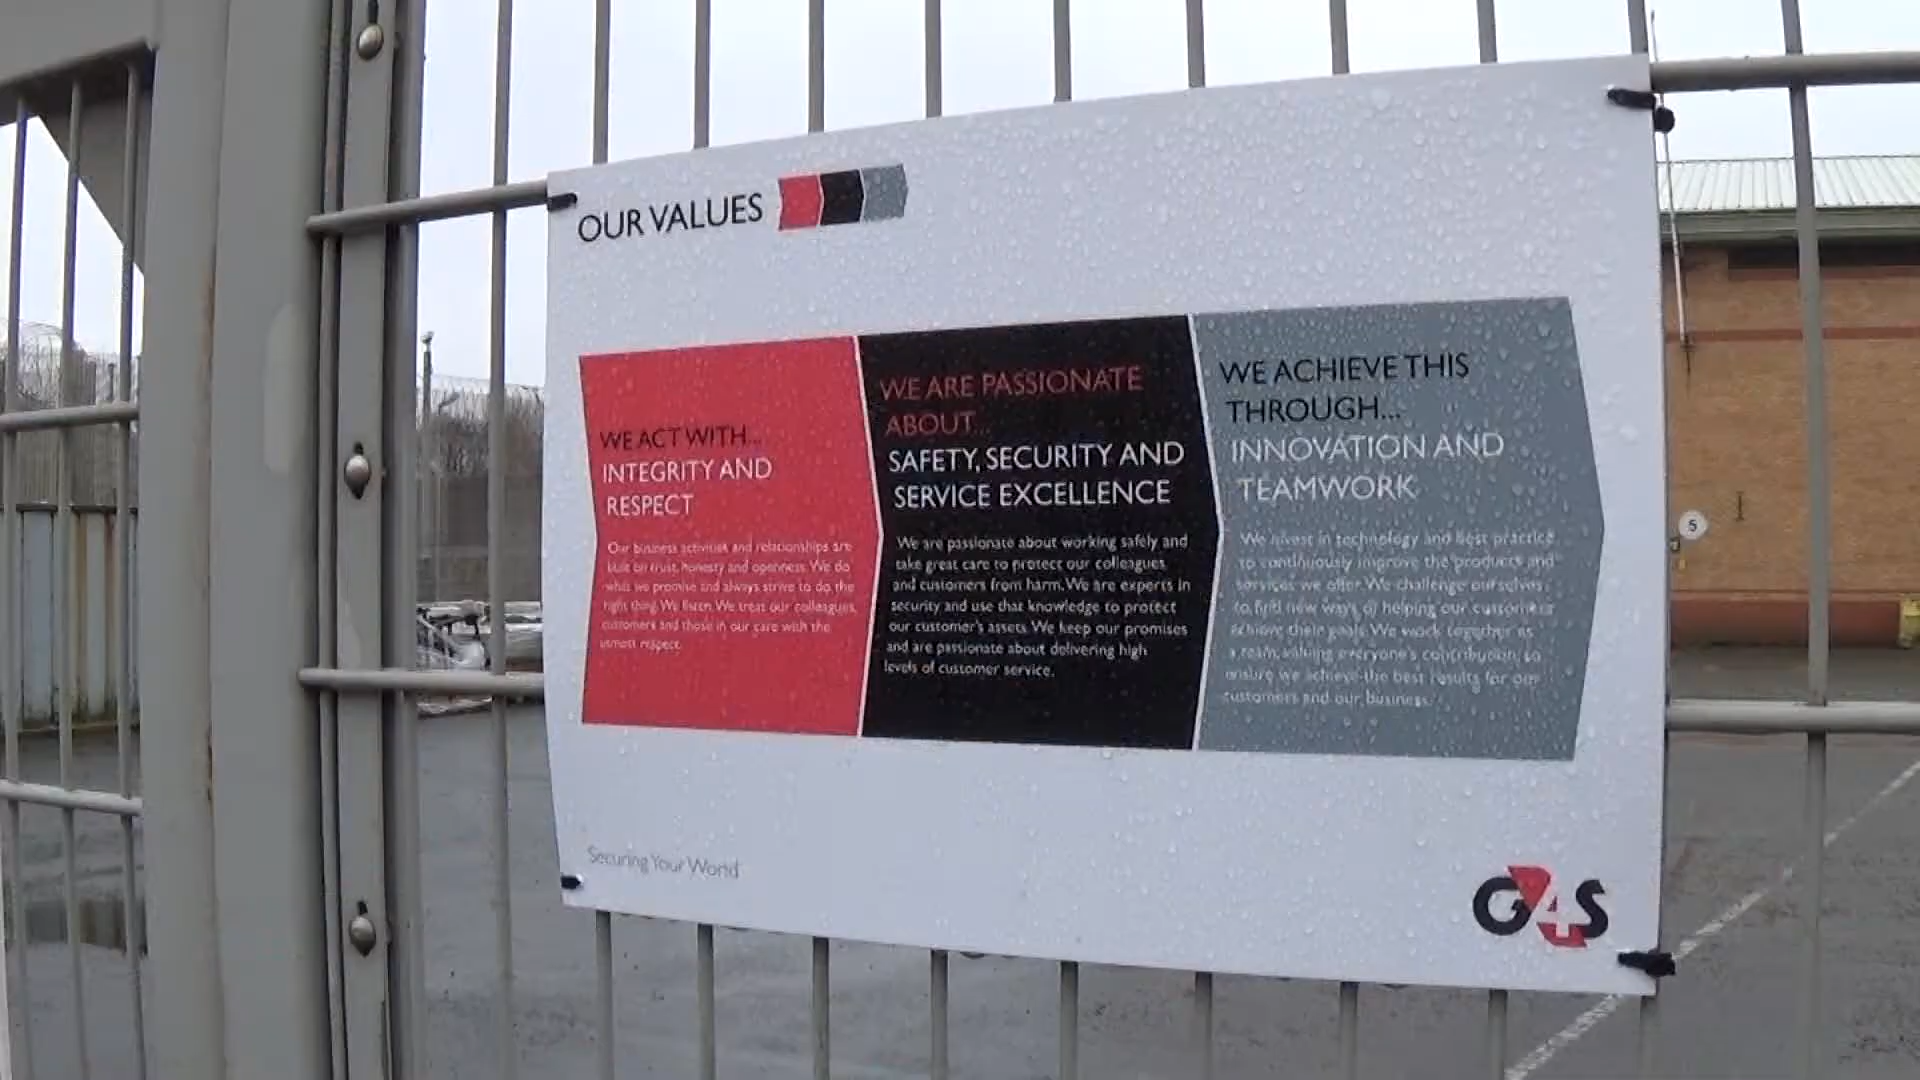 OUR VALUES
WE ACT WITH...
INTEGRITY AND
RESPECT
Our business activities and relationships are
built on trust, honesty and openness. We do
what we promise and always strive to do the
right thing. We listen. We treat our colleagues,
customers and those in our care with the
utmost respect.
WE ARE PASSIONATE
ABOUT...
SAFETY, SECURITY AND
SERVICE EXCELLENCE
We are passionate about working safely and
take great care to protect our colleagues
and customers from harm. We are experts in
security and use that knowledge to protect
our customer's assets. We keep our promises
and are passionate about delivering high
levels of customer service.
WE ACHIEVE THIS
THROUGH...
INNOVATION AND
TEAMWORK
We invest in technology and best practice
to continuously improve the products and
services we offer. We challenge ourselves
to find new ways of helping our customers
achieve their goals. We work together as
a team, valuing everyone's contribution, to
ensure we achieve the best results for our
customers and our business.
Securing Your World
G4S
5